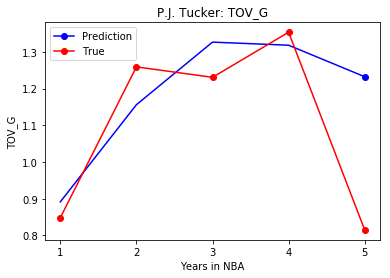 P.J. Tucker: TOV_G
Prediction
True
TOV_G
1.3
1.2
1.1
1.0
0.9
0.8
1 2 3 4 5
Years in NBA